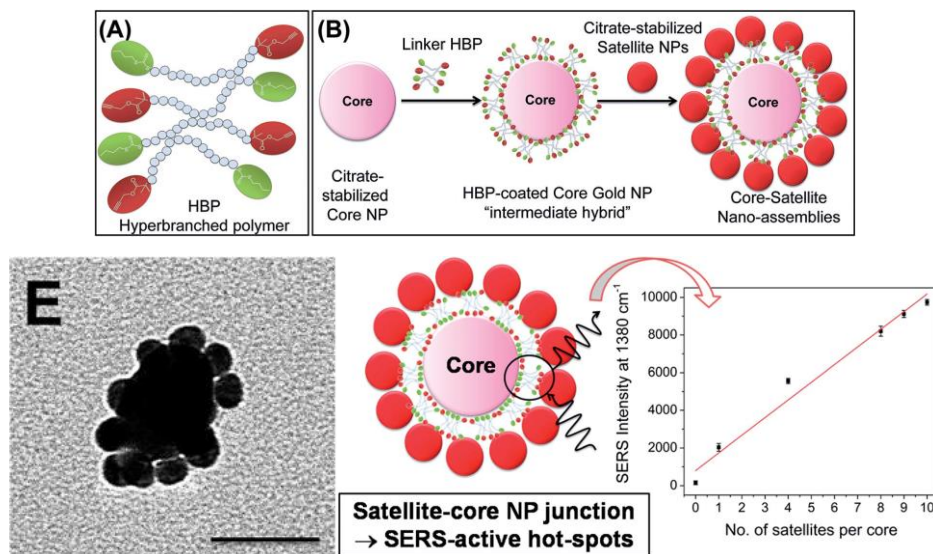 (A)
HBP
Hyperbranched polymer
(B)
Core
Citrate-
stabilized
Core NP
Linker HBP
Core
HBP-coated Core Gold NP
"intermediate hybrid"
Citrate-stabilized
Satellite NPs
Core
Core-Satellite
Nano-assemblies
E
Core
Satellite-core NP junction
→ SERS-active hot-spots
SERS Intensity at 1380 cm⁻¹
10000
8000
6000
4000
2000
0
0 1 2 3 4 5 6 7 8 9 10
No. of satellites per core